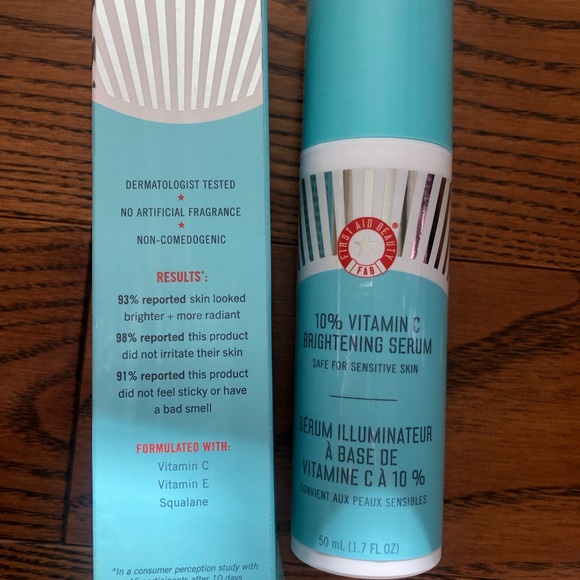 DERMATOLOGIST TESTED
NO ARTIFICIAL FRAGRANCE
NON-COMEDOGENIC
RESULTS*:
93% reported skin looked
brighter + more radiant
98% reported this product
did not irritate their skin
91% reported this product
did not feel sticky or have
a bad smell
FORMULATED WITH:
Vitamin C
Vitamin E
Squalane
*In a consumer perception study with
participants after 10 days
FIRST AID BEAUTY
FAB
®
10% VITAMIN C
BRIGHTENING SERUM
SAFE FOR SENSITIVE SKIN
SÉRUM ILLUMINATEUR
À BASE DE
VITAMINE C À 10 %
CONVIENT AUX PEAUX SENSIBLES
50 mL (1.7 FL OZ)